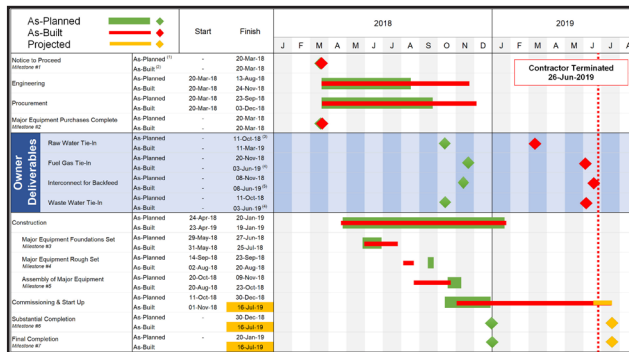 As-Planned
As-Built
Projected
Start Finish
2018 2019
J F M A M J J A S O N D J F M A M J J A
Contractor Terminated
26-Jun-2019
Notice to Proceed As-Planned (1) - 20-Mar-18
Milestone #1 As-Built (2) - 20-Mar-18
Engineering As-Planned 20-Mar-18 13-Aug-18
As-Built 20-Mar-18 24-Nov-18
Procurement As-Planned 20-Mar-18 23-Sep-18
As-Built 20-Mar-18 03-Dec-18
Major Equipment Purchases Complete As-Planned - 20-Mar-18
Milestone #2 As-Built - 20-Mar-18
Owner Deliverables
Raw Water Tie-In As-Planned - 11-Oct-18 (3)
As-Built - 11-Mar-19
Fuel Gas Tie-In As-Planned - 20-Nov-18
As-Built - 03-Jun-19 (4)
Interconnect for Backfeed As-Planned - 08-Nov-18
As-Built - 08-Jun-19 (5)
Waste Water Tie-In As-Planned - 11-Oct-18
As-Built - 03-Jun-19 (4)
Construction As-Planned 24-Apr-18 20-Jan-19
As-Built 23-Apr-19 19-Jan-19
Major Equipment Foundations Set As-Planned 29-May-18 27-Jun-18
Milestone #3 As-Built 31-May-18 25-Jul-18
Major Equipment Rough Set As-Planned 14-Sep-18 23-Sep-18
Milestone #4 As-Built 02-Aug-18 20-Aug-18
Assembly of Major Equipment As-Planned 20-Oct-18 09-Nov-18
Milestone #5 As-Built 20-Aug-18 23-Oct-18
Commissioning & Start Up As-Planned 11-Oct-18 30-Dec-18
As-Built 01-Nov-18 16-Jul-19
Substantial Completion As-Planned - 30-Dec-18
Milestone #6 As-Built 16-Jul-19
Final Completion As-Planned - 20-Jan-19
Milestone #7 As-Built 16-Jul-19